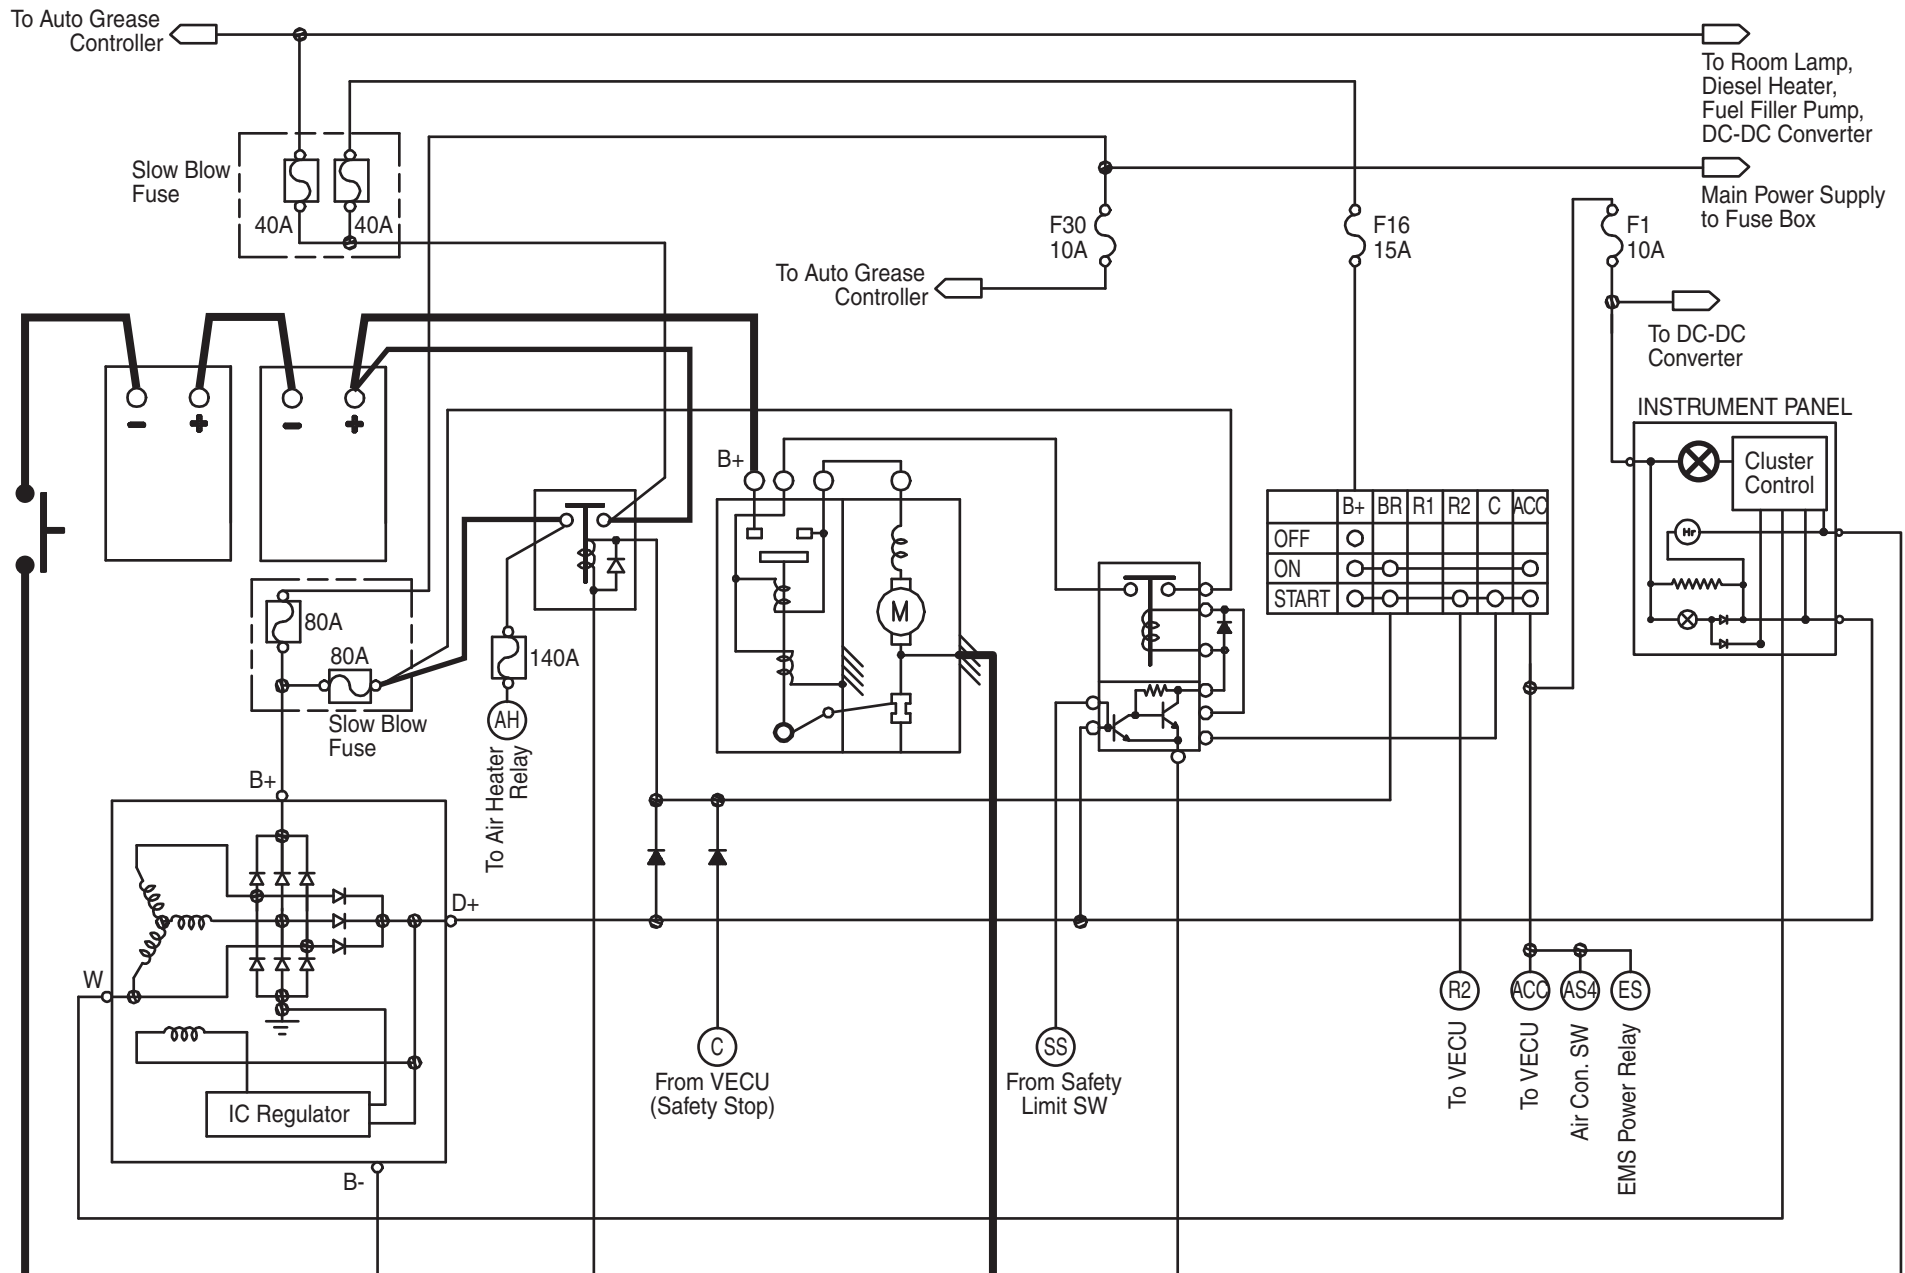 To Auto Grease
Controller
To Room Lamp,
Diesel Heater,
Fuel Filler Pump,
DC-DC Converter
Slow Blow
Fuse
40A
40A
Main Power Supply
to Fuse Box
F30
10A
F16
15A
F1
10A
To Auto Grease
Controller
To DC-DC
Converter
INSTRUMENT PANEL
Cluster
Control
Hr
- + - +
B+
B+ BR R1 R2 C ACC
OFF
ON
START
M
80A
80A
Slow Blow
Fuse
140A
AH
To Air Heater
Relay
B+
D+
W
IC Regulator
B-
C
From VECU
(Safety Stop)
SS
From Safety
Limit SW
R2
ACC
AS4
ES
To VECU
To VECU
Air Con. SW
EMS Power Relay